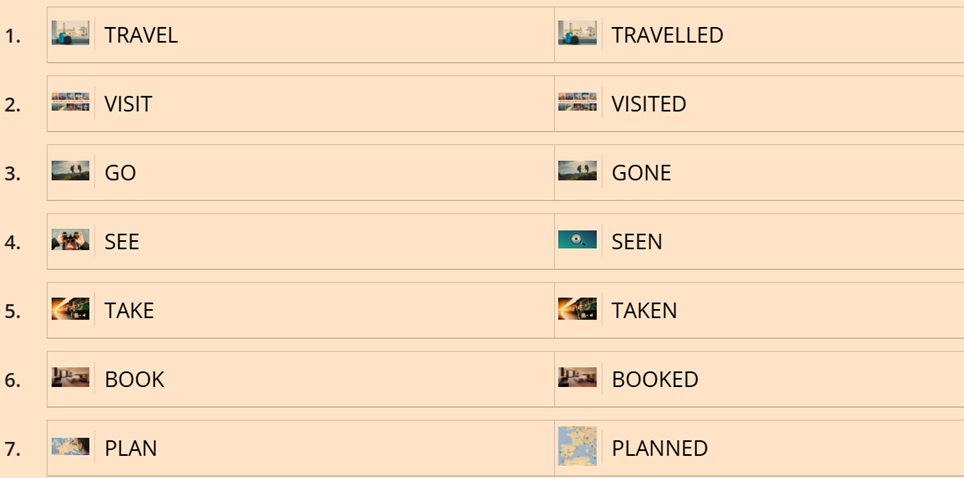 1. TRAVEL TRAVELLED
2. VISIT VISITED
3. GO GONE
4. SEE SEEN
5. TAKE TAKEN
6. BOOK BOOKED
7. PLAN PLANNED